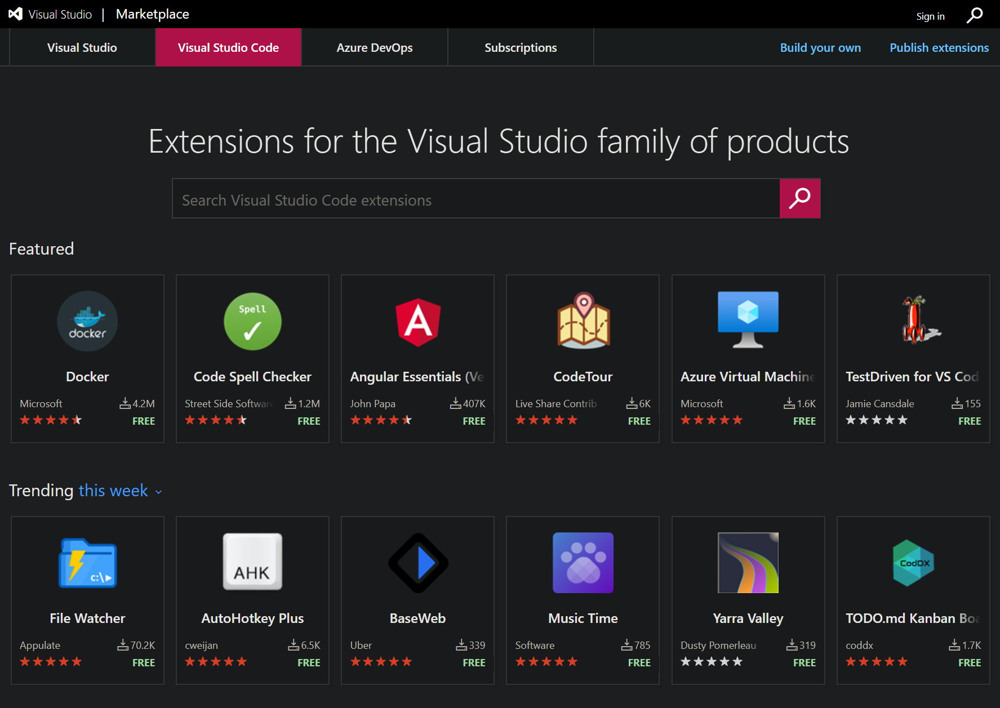 Visual Studio | Marketplace
Sign in
Visual Studio
Visual Studio Code
Azure DevOps
Subscriptions
Build your own
Publish extensions
Extensions for the Visual Studio family of products
Search Visual Studio Code extensions
Featured
docker
Docker
Microsoft
4.2M
FREE
Spell
Code Spell Checker
Street Side Software
1.2M
FREE
A
Angular Essentials (Ve
John Papa
407K
FREE
CodeTour
Live Share Contrib
6K
FREE
Azure Virtual Machine
Microsoft
1.6K
FREE
TestDriven for VS Cod
Jamie Cansdale
155
FREE
Trending this week
c:\
File Watcher
Appulate
70.2K
FREE
AHK
AutoHotkey Plus
cweijan
6.5K
FREE
BaseWeb
Uber
339
FREE
Music Time
Software
785
FREE
Yarra Valley
Dusty Pomerleau
319
FREE
CodDX
TODO.md Kanban Boa
coddx
1.7K
FREE